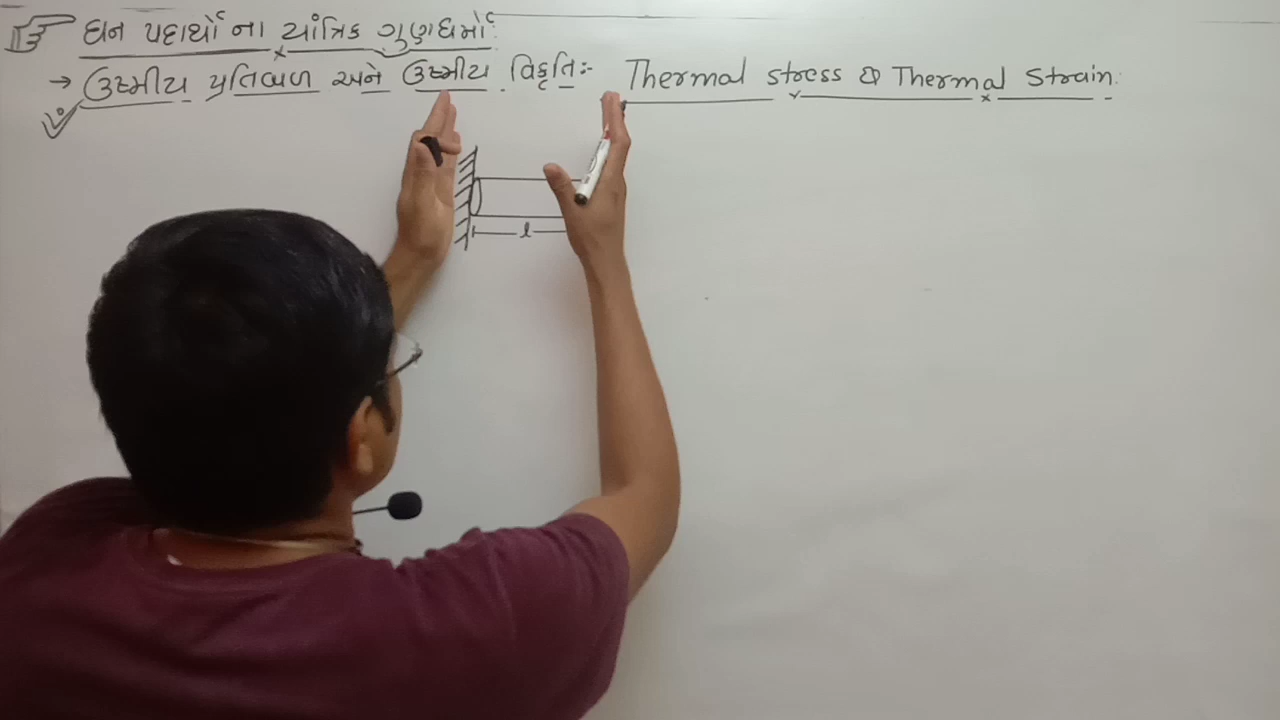 ઘન પદાર્થોના યાંત્રિક ગુણધર્મો:
→ ઉષ્મીય પ્રતિબળ અને ઉષ્મીય વિકૃતિ:- Thermal stress & Thermal Strain:
l